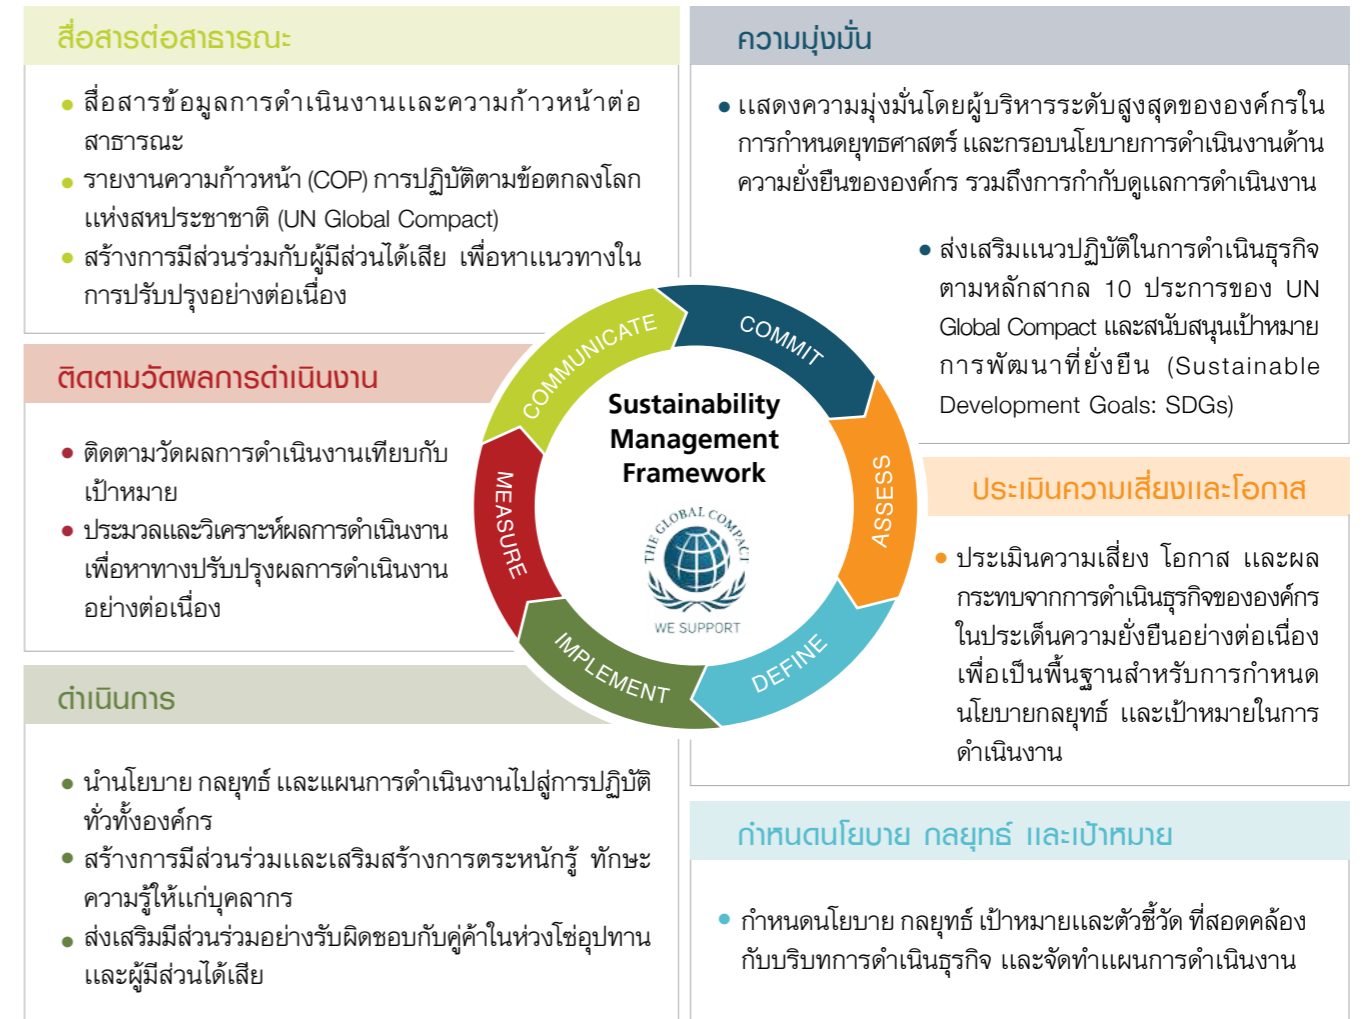 สื่อสารต่อสาธารณะ
สื่อสารข้อมูลการดำเนินงานและความก้าวหน้าต่อ
สาธารณะ
รายงานความก้าวหน้า (COP) การปฏิบัติตามข้อตกลงโลก
แห่งสหประชาชาติ (UN Global Compact)
สร้างการมีส่วนร่วมกับผู้มีส่วนได้เสีย เพื่อหาแนวทางใน
การปรับปรุงอย่างต่อเนื่อง
ความมุ่งมั่น
แสดงความมุ่งมั่นโดยผู้บริหารระดับสูงสุดขององค์กรใน
การกำหนดยุทธศาสตร์ และกรอบนโยบายการดำเนินงานด้าน
ความยั่งยืนขององค์กร รวมถึงการกำกับดูแลการดำเนินงาน
ส่งเสริมแนวปฏิบัติในการดำเนินธุรกิจ
ตามหลักสากล 10 ประการของ UN
Global Compact และสนับสนุนเป้าหมาย
การพัฒนาที่ยั่งยืน (Sustainable
Development Goals: SDGs)
ติดตามวัดผลการดำเนินงาน
ติดตามวัดผลการดำเนินงานเทียบกับ
เป้าหมาย
ประมวลและวิเคราะห์ผลการดำเนินงาน
เพื่อหาทางปรับปรุงผลการดำเนินงาน
อย่างต่อเนื่อง
COMMUNICATE
COMMIT
ASSESS
DEFINE
IMPLEMENT
MEASURE
Sustainability
Management
Framework
THE GLOBAL COMPACT
WE SUPPORT
ประเมินความเสี่ยงและโอกาส
ประเมินความเสี่ยง โอกาส และผล
กระทบจากการดำเนินธุรกิจขององค์กร
ในประเด็นความยั่งยืนอย่างต่อเนื่อง
เพื่อเป็นพื้นฐานสำหรับการกำหนด
นโยบายกลยุทธ์ และเป้าหมายในการ
ดำเนินงาน
ดำเนินการ
นำนโยบาย กลยุทธ์ และแผนการดำเนินงานไปสู่การปฏิบัติ
ทั่วทั้งองค์กร
สร้างการมีส่วนร่วมและเสริมสร้างการตระหนักรู้ ทักษะ
ความรู้ให้แก่บุคลากร
ส่งเสริมมีส่วนร่วมอย่างรับผิดชอบกับคู่ค้าในห่วงโซ่อุปทาน
และผู้มีส่วนได้เสีย
กำหนดนโยบาย กลยุทธ์ และเป้าหมาย
กำหนดนโยบาย กลยุทธ์ เป้าหมายและตัวชี้วัด ที่สอดคล้อง
กับบริบทการดำเนินธุรกิจ และจัดทำแผนการดำเนินงาน